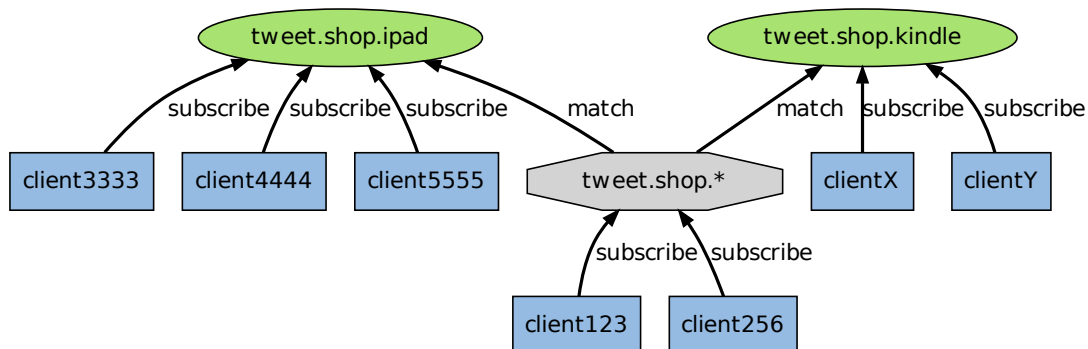 tweet.shop.ipad
tweet.shop.kindle
subscribe
subscribe
subscribe
match
match
subscribe
subscribe
client3333
client4444
client5555
tweet.shop.*
clientX
clientY
subscribe
subscribe
client123
client256